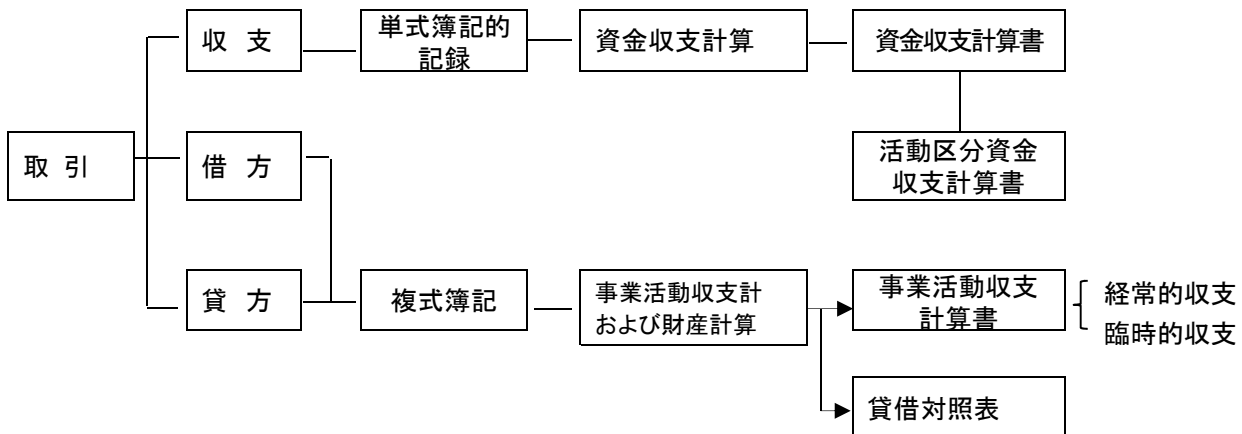 収 支
単式簿記的
記録
資金収支計算
資金収支計算書
取 引
借 方
活動区分資金
収支計算書
貸 方
複式簿記
事業活動収支計
および財産計算
事業活動収支
計算書
経常的収支
臨時的収支
貸借対照表